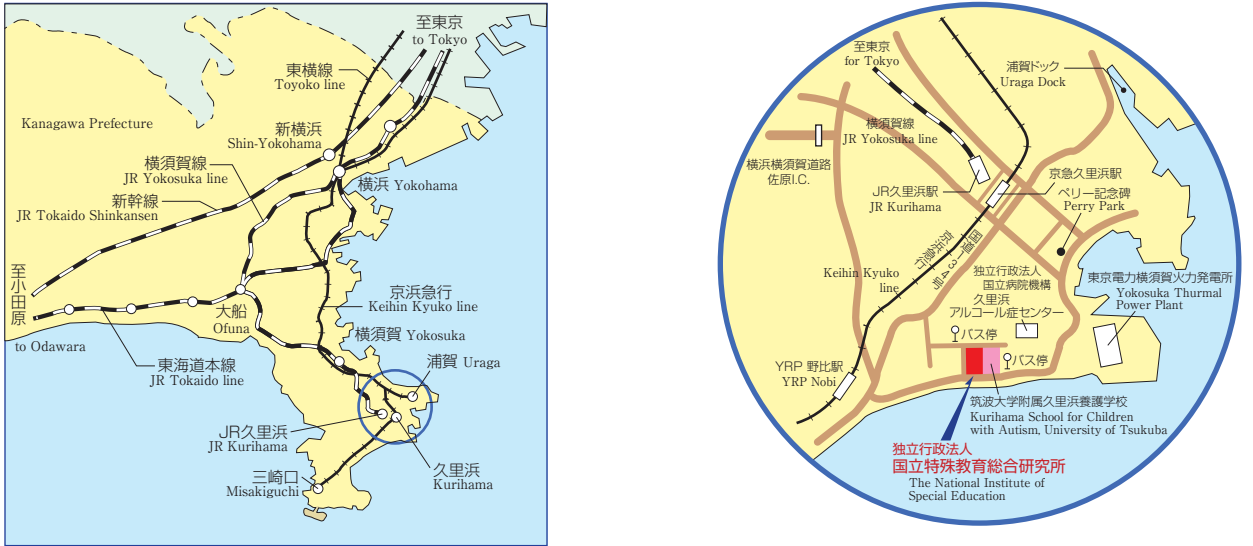 至東京
to Tokyo
東横線
Toyoko line
Kanagawa Prefecture
新横浜
Shin-Yokohama
横須賀線
JR Yokosuka line
横浜 Yokohama
新幹線
JR Tokaido Shinkansen
至小田原
to Odawara
大船
Ofuna
京浜急行
Keihin Kyuko line
横須賀 Yokosuka
東海道本線
JR Tokaido line
浦賀 Uraga
JR久里浜
JR Kurihama
久里浜
Kurihama
三崎口
Misakiguchi
至東京
for Tokyo
浦賀ドック
Uraga Dock
横須賀線
JR Yokosuka line
横浜横須賀道路
佐原I.C.
JR久里浜駅
JR Kurihama
京急久里浜駅
ペリー記念碑
Perry Park
国道134号
京浜急行
Keihin Kyuko
line
独立行政法人
国立病院機構
久里浜
アルコール症センター
東京電力横須賀火力発電所
Yokosuka Thurmal
Power Plant
バス停
バス停
YRP 野比駅
YRP Nobi
筑波大学附属久里浜養護学校
Kurihama School for Children
with Autism, University of Tsukuba
独立行政法人
国立特殊教育総合研究所
The National Institute of
Special Education